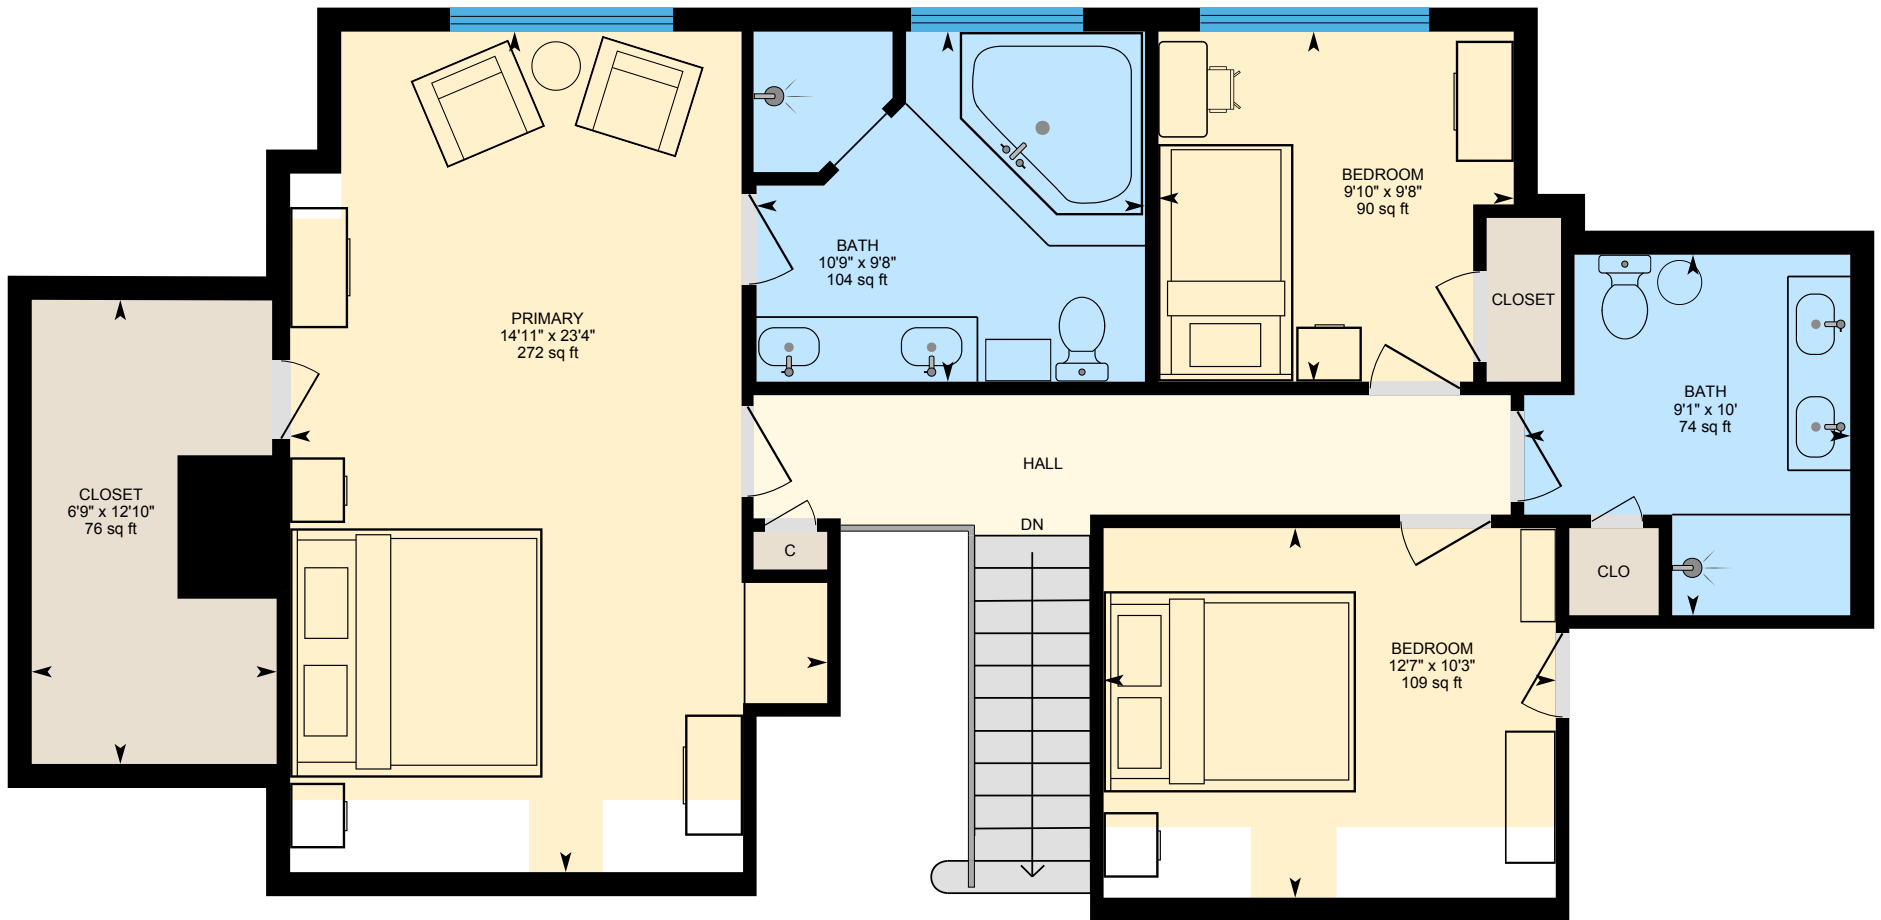 PRIMARY
14'11" x 23'4"
272 sq ft
BATH
10'9" x 9'8"
104 sq ft
BEDROOM
9'10" x 9'8"
90 sq ft
CLOSET
BATH
9'1" x 10'
74 sq ft
CLOSET
6'9" x 12'10"
76 sq ft
HALL
DN
C
CLO
BEDROOM
12'7" x 10'3"
109 sq ft